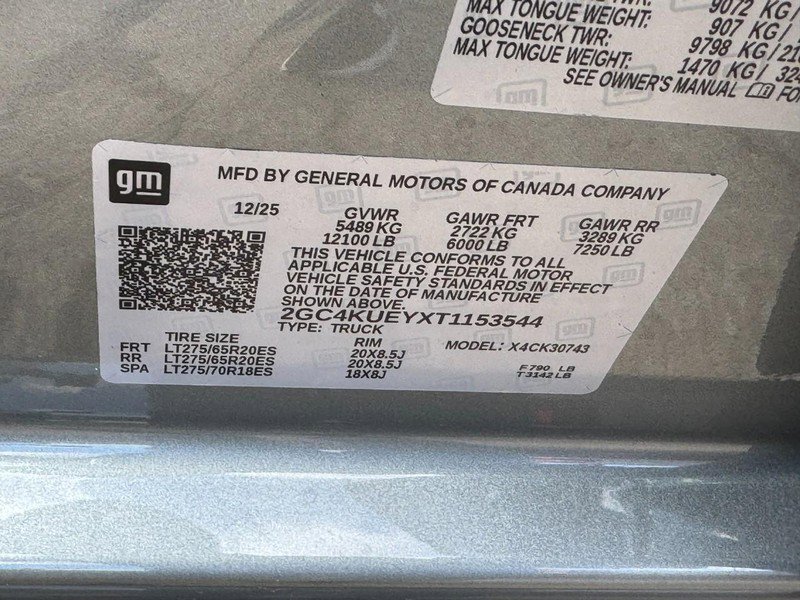 9072 KG/
MAX TONGUE WEIGHT: 907 KG/
GOOSENECK TWR: 9798 KG/
MAX TONGUE WEIGHT: 1470 KG/
SEE OWNER'S MANUAL
gm
MFD BY GENERAL MOTORS OF CANADA COMPANY
12/25 GVWR GAWR FRT GAWR RR
5489 KG 2722 KG 3289 KG
12100 LB 6000 LB 7250 LB
THIS VEHICLE CONFORMS TO ALL
APPLICABLE U.S. FEDERAL MOTOR
VEHICLE SAFETY STANDARDS IN EFFECT
ON THE DATE OF MANUFACTURE
SHOWN ABOVE.
2GC4KUEYXT1153544
TYPE: TRUCK MODEL: X4CK30743
TIRE SIZE RIM
FRT LT275/65R20ES 20X8.5J
RR LT275/65R20ES 20X8.5J
SPA LT275/70R18ES 18X8J
F 790 LB
T 3142 LB